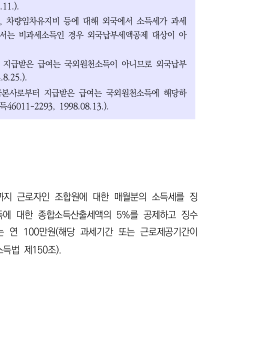 .11.).
, 차량임차유지비 등에 대해 외국에서 소득세가 과세
서는 비과세소득인 경우 외국납부세액공제 대상이 아
지급받은 급여는 국외원천소득이 아니므로 외국납부
.8.25.).
국본사로부터 지급받은 급여는 국외원천소득에 해당하
득46011-2293, 1998.08.13.).
까지 근로자인 조합원에 대한 매월분의 소득세를 징
득에 대한 종합소득산출세액의 5%를 공제하고 징수
는 연 100만원(해당 과세기간 또는 근로제공기간이
소득법 제150조).